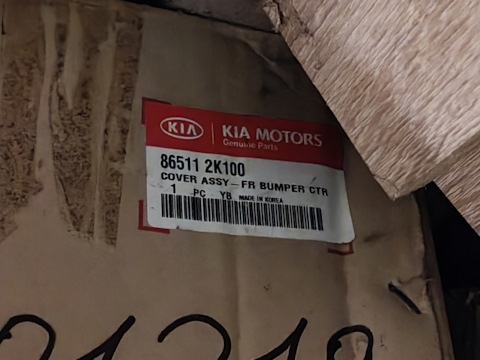 KIA
KIA MOTORS
Genuine Parts
86511 2K100
COVER ASSY-FR BUMPER CTR
1 PC YB MADE IN KOREA